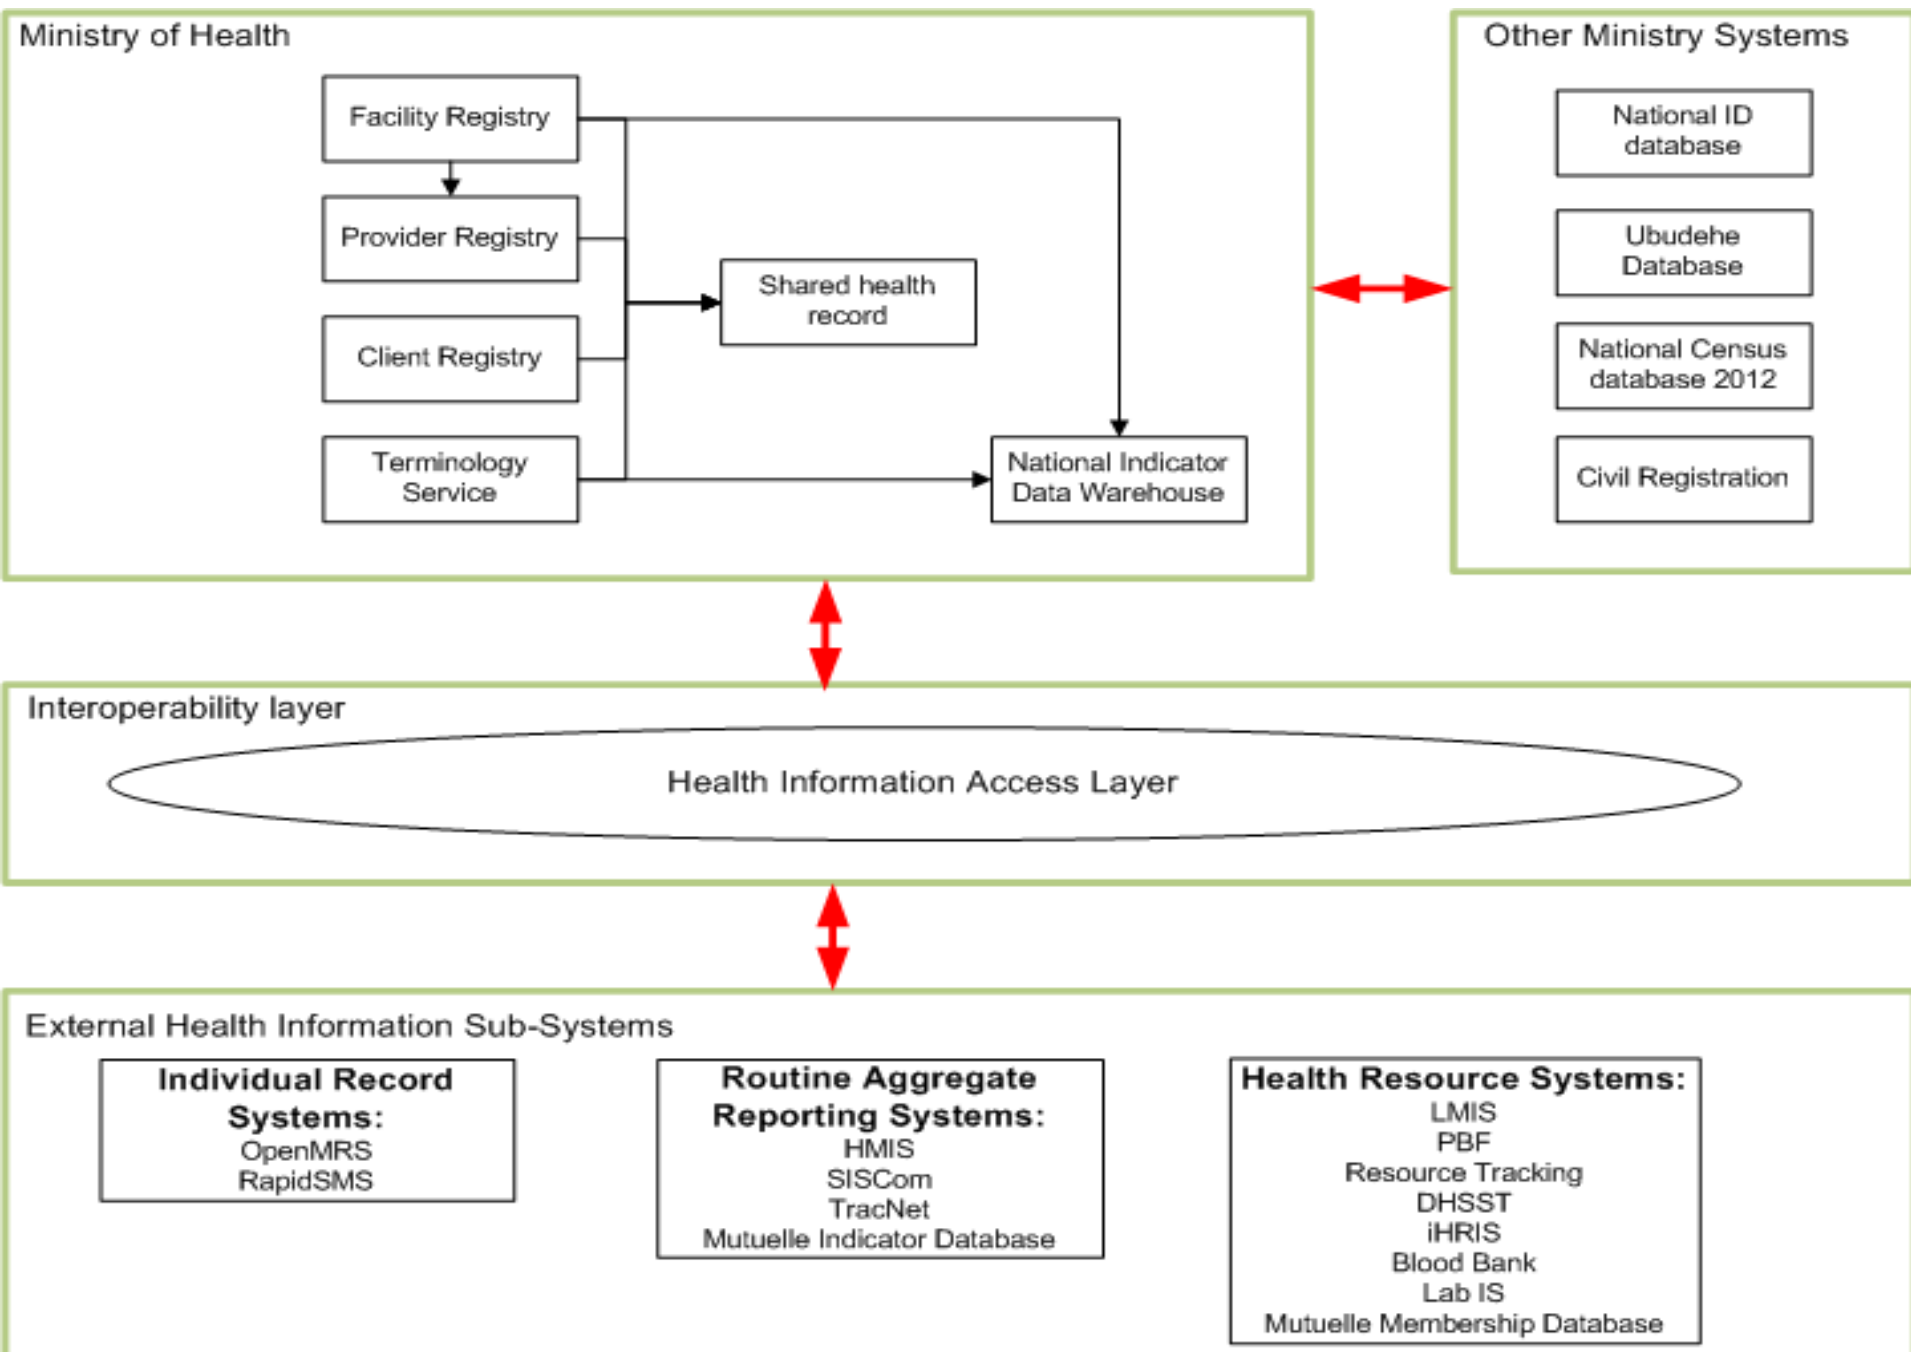 Ministry of Health
Facility Registry
Provider Registry
Client Registry
Terminology
Service
Shared health
record
National Indicator
Data Warehouse
Other Ministry Systems
National ID
database
Ubudehe
Database
National Census
database 2012
Civil Registration
Interoperability layer
Health Information Access Layer
External Health Information Sub-Systems
Individual Record
Systems:
OpenMRS
RapidSMS
Routine Aggregate
Reporting Systems:
HMIS
SISCom
TracNet
Mutuelle Indicator Database
Health Resource Systems:
LMIS
PBF
Resource Tracking
DHSST
iHRIS
Blood Bank
Lab IS
Mutuelle Membership Database